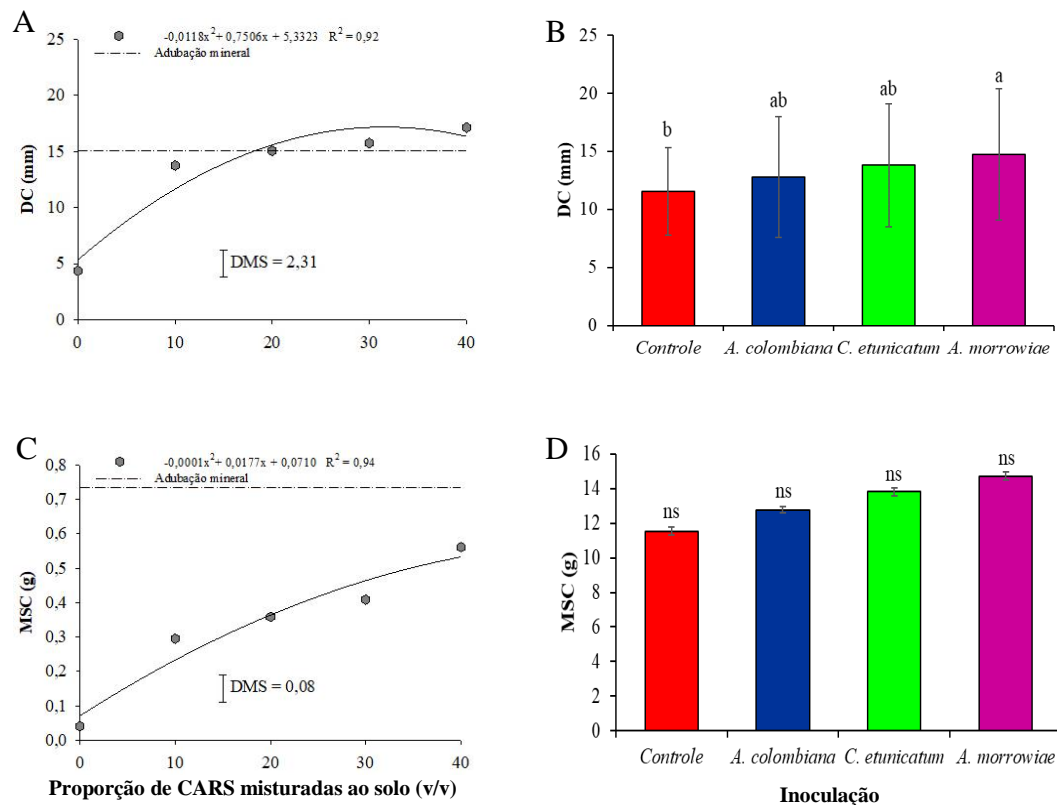 A
-0,0118x² + 0,7506x + 5,3323 R² = 0,92
Adubação mineral
25
20
15
10
5
0
DC (mm)
DMS = 2,31
0 10 20 30 40
B
25
20
15
10
5
0
DC (mm)
b
ab
ab
a
Controle A. colombiana C. etunicatum A. morrowiae
C
-0,0001x² + 0,0177x + 0,0710 R² = 0,94
Adubação mineral
0,8
0,7
0,6
0,5
0,4
0,3
0,2
0,1
0,0
MSC (g)
DMS = 0,08
0 10 20 30 40
Proporção de CARS misturadas ao solo (v/v)
D
16
14
12
10
8
6
4
2
0
MSC (g)
ns
ns
ns
ns
Controle A. colombiana C. etunicatum A. morrowiae
Inoculação